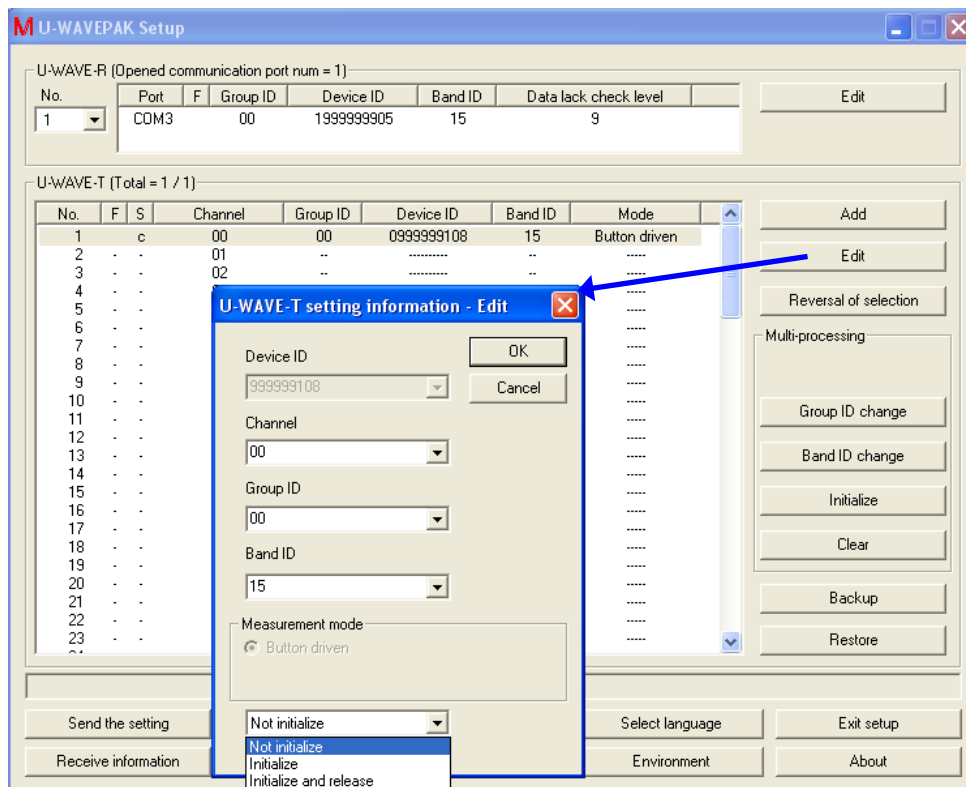 M U-WAVEPAK Setup
U-WAVE-R (Opened communication port num = 1)
No. Port F Group ID Device ID Band ID Data lack check level
1 COM3 00 1999999905 15 9
Edit
U-WAVE-T (Total = 1 / 1)
No. F S Channel Group ID Device ID Band ID Mode
1 c 00 00 0999999108 15 Button driven
2 - - 01 -- --------- -- -----
3 - - 02 -- --------- -- -----
4 - - -----
5 - - -----
6 - - -----
7 - - -----
8 - - -----
9 - - -----
10 - - -----
11 - - -----
12 - - -----
13 - - -----
14 - - -----
15 - - -----
16 - - -----
17 - - -----
18 - - -----
19 - - -----
20 - - -----
21 - - -----
22 - - -----
23 - - -----
Add
Edit
Reversal of selection
Multi-processing
Group ID change
Band ID change
Initialize
Clear
Backup
Restore
U-WAVE-T setting information - Edit
OK
Cancel
Device ID
999999108
Channel
00
Group ID
00
Band ID
15
Measurement mode
Button driven
Not initialize
Not initialize
Initialize
Initialize and release
Send the setting
Select language
Exit setup
Receive information
Environment
About